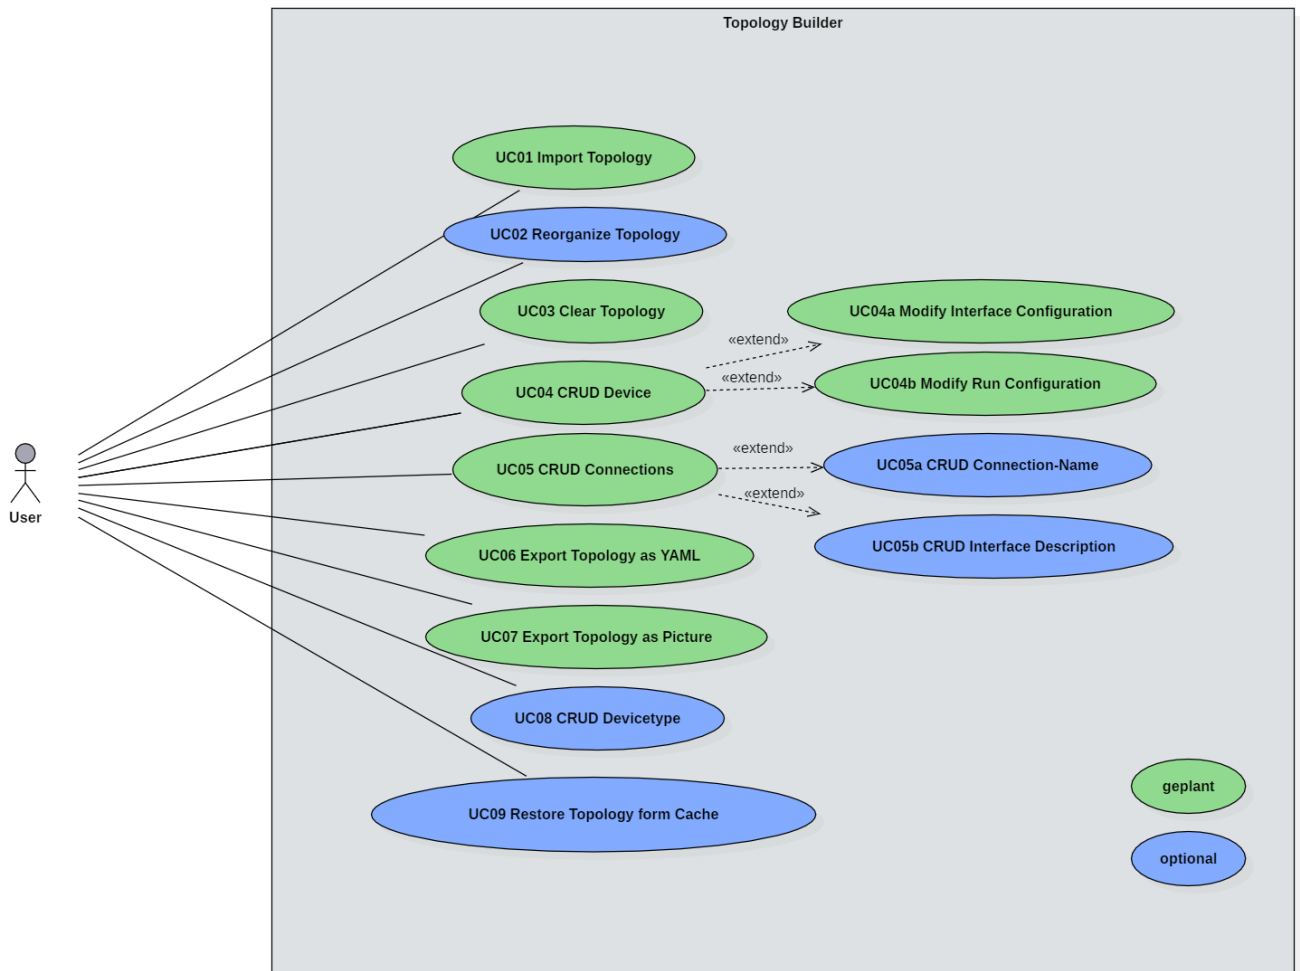 Topology Builder
UC01 Import Topology
UC02 Reorganize Topology
UC03 Clear Topology
UC04a Modify Interface Configuration
«extend»
UC04 CRUD Device
«extend»
UC04b Modify Run Configuration
User
UC05 CRUD Connections
«extend»
UC05a CRUD Connection-Name
«extend»
UC05b CRUD Interface Description
UC06 Export Topology as YAML
UC07 Export Topology as Picture
UC08 CRUD Devicetype
UC09 Restore Topology form Cache
geplant
optional